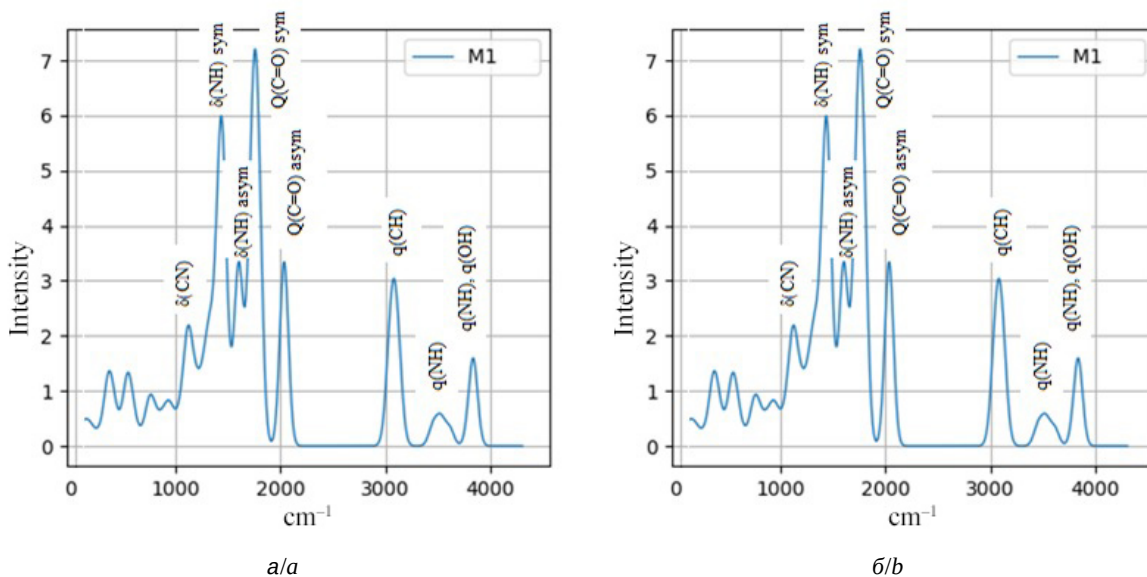 M1
7
6
5
4
3
2
1
0
Intensity
δ(CN)
δ(NH) sym
δ(NH) asym
Q(C=O) sym
Q(C=O) asym
q(CH)
q(NH)
q(NH), q(OH)
0 1000 2000 3000 4000
cm⁻¹
а/a
M1
7
6
5
4
3
2
1
0
Intensity
δ(CN)
δ(NH) sym
δ(NH) asym
Q(C=O) sym
Q(C=O) asym
q(CH)
q(NH)
q(NH), q(OH)
0 1000 2000 3000 4000
cm⁻¹
б/b